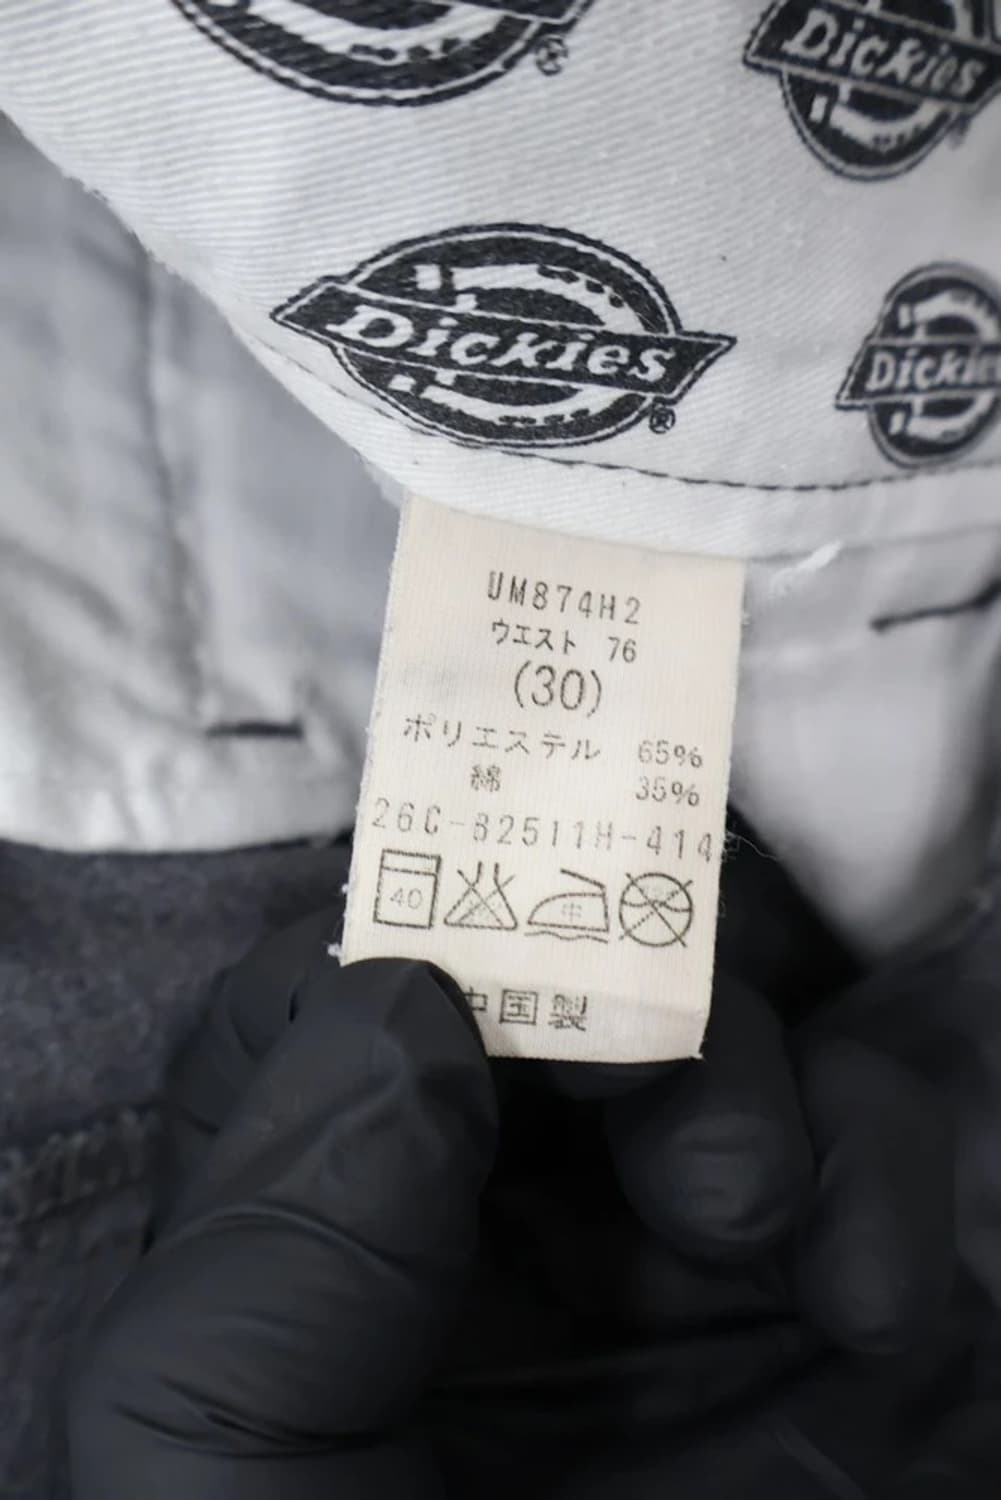 Dickies
Dickies
®
Dickies
UM874H2
ウエスト 76
(30)
ポリエステル 65%
綿 35%
26C-82511H-414
40
中
中国製